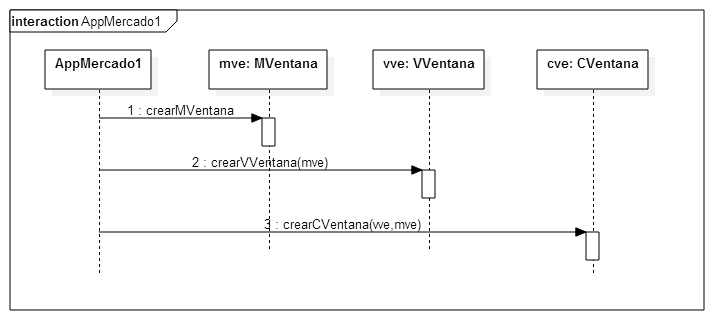 interaction AppMercado1
AppMercado1 mve: MVentana vve: VVentana cve: CVentana
1 : crearMVentana
2 : crearVVentana(mve)
3 : crearCVentana(vve,mve)